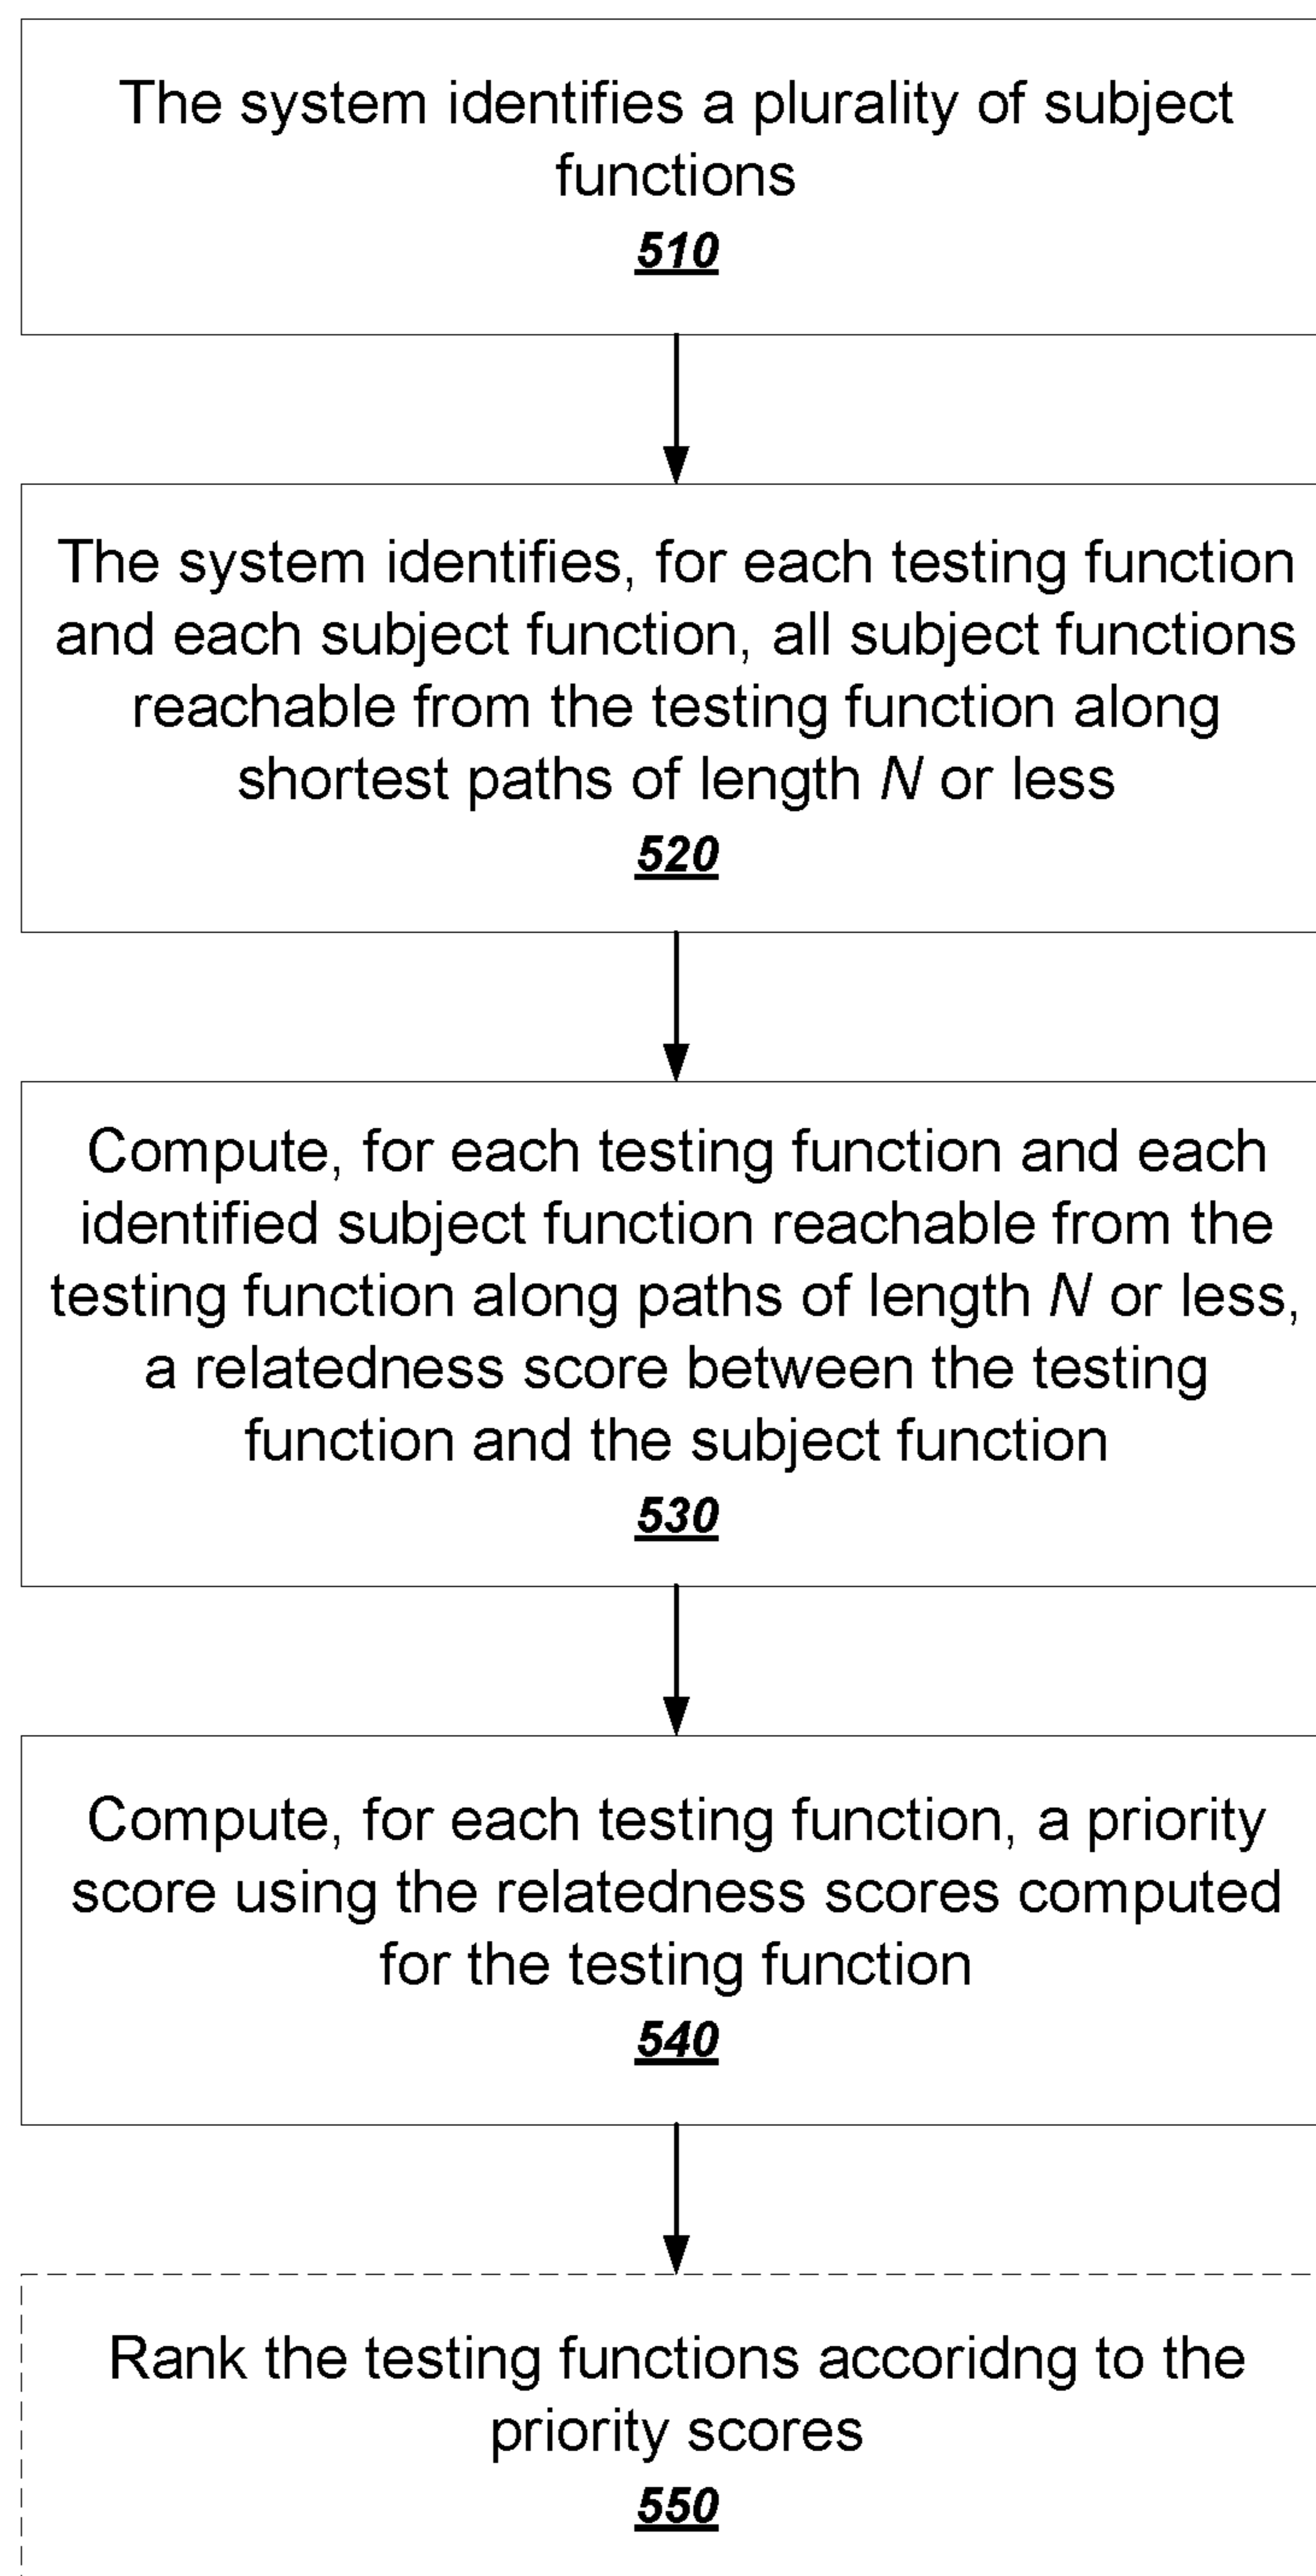 The system identifies a plurality of subject
functions
510
The system identifies, for each testing function
and each subject function, all subject functions
reachable from the testing function along
shortest paths of length N or less
520
Compute, for each testing function and each
identified subject function reachable from the
testing function along paths of length N or less,
a relatedness score between the testing
function and the subject function
530
Compute, for each testing function, a priority
score using the relatedness scores computed
for the testing function
540
Rank the testing functions accoridng to the
priority scores
550